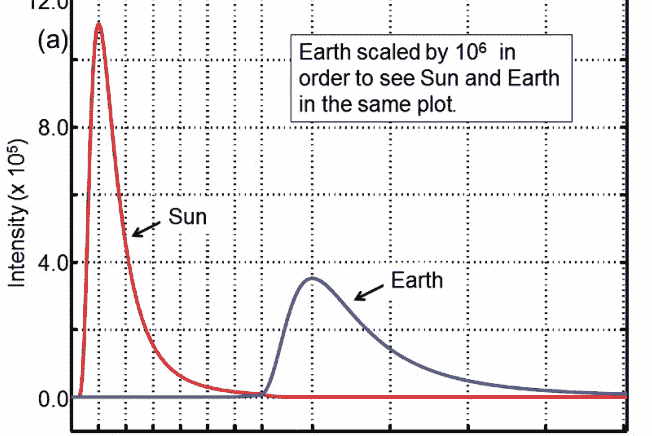 12.0
(a)
Earth scaled by 10⁶ in
order to see Sun and Earth
in the same plot.
8.0
Intensity (x 10⁵)
Sun
4.0
Earth
0.0